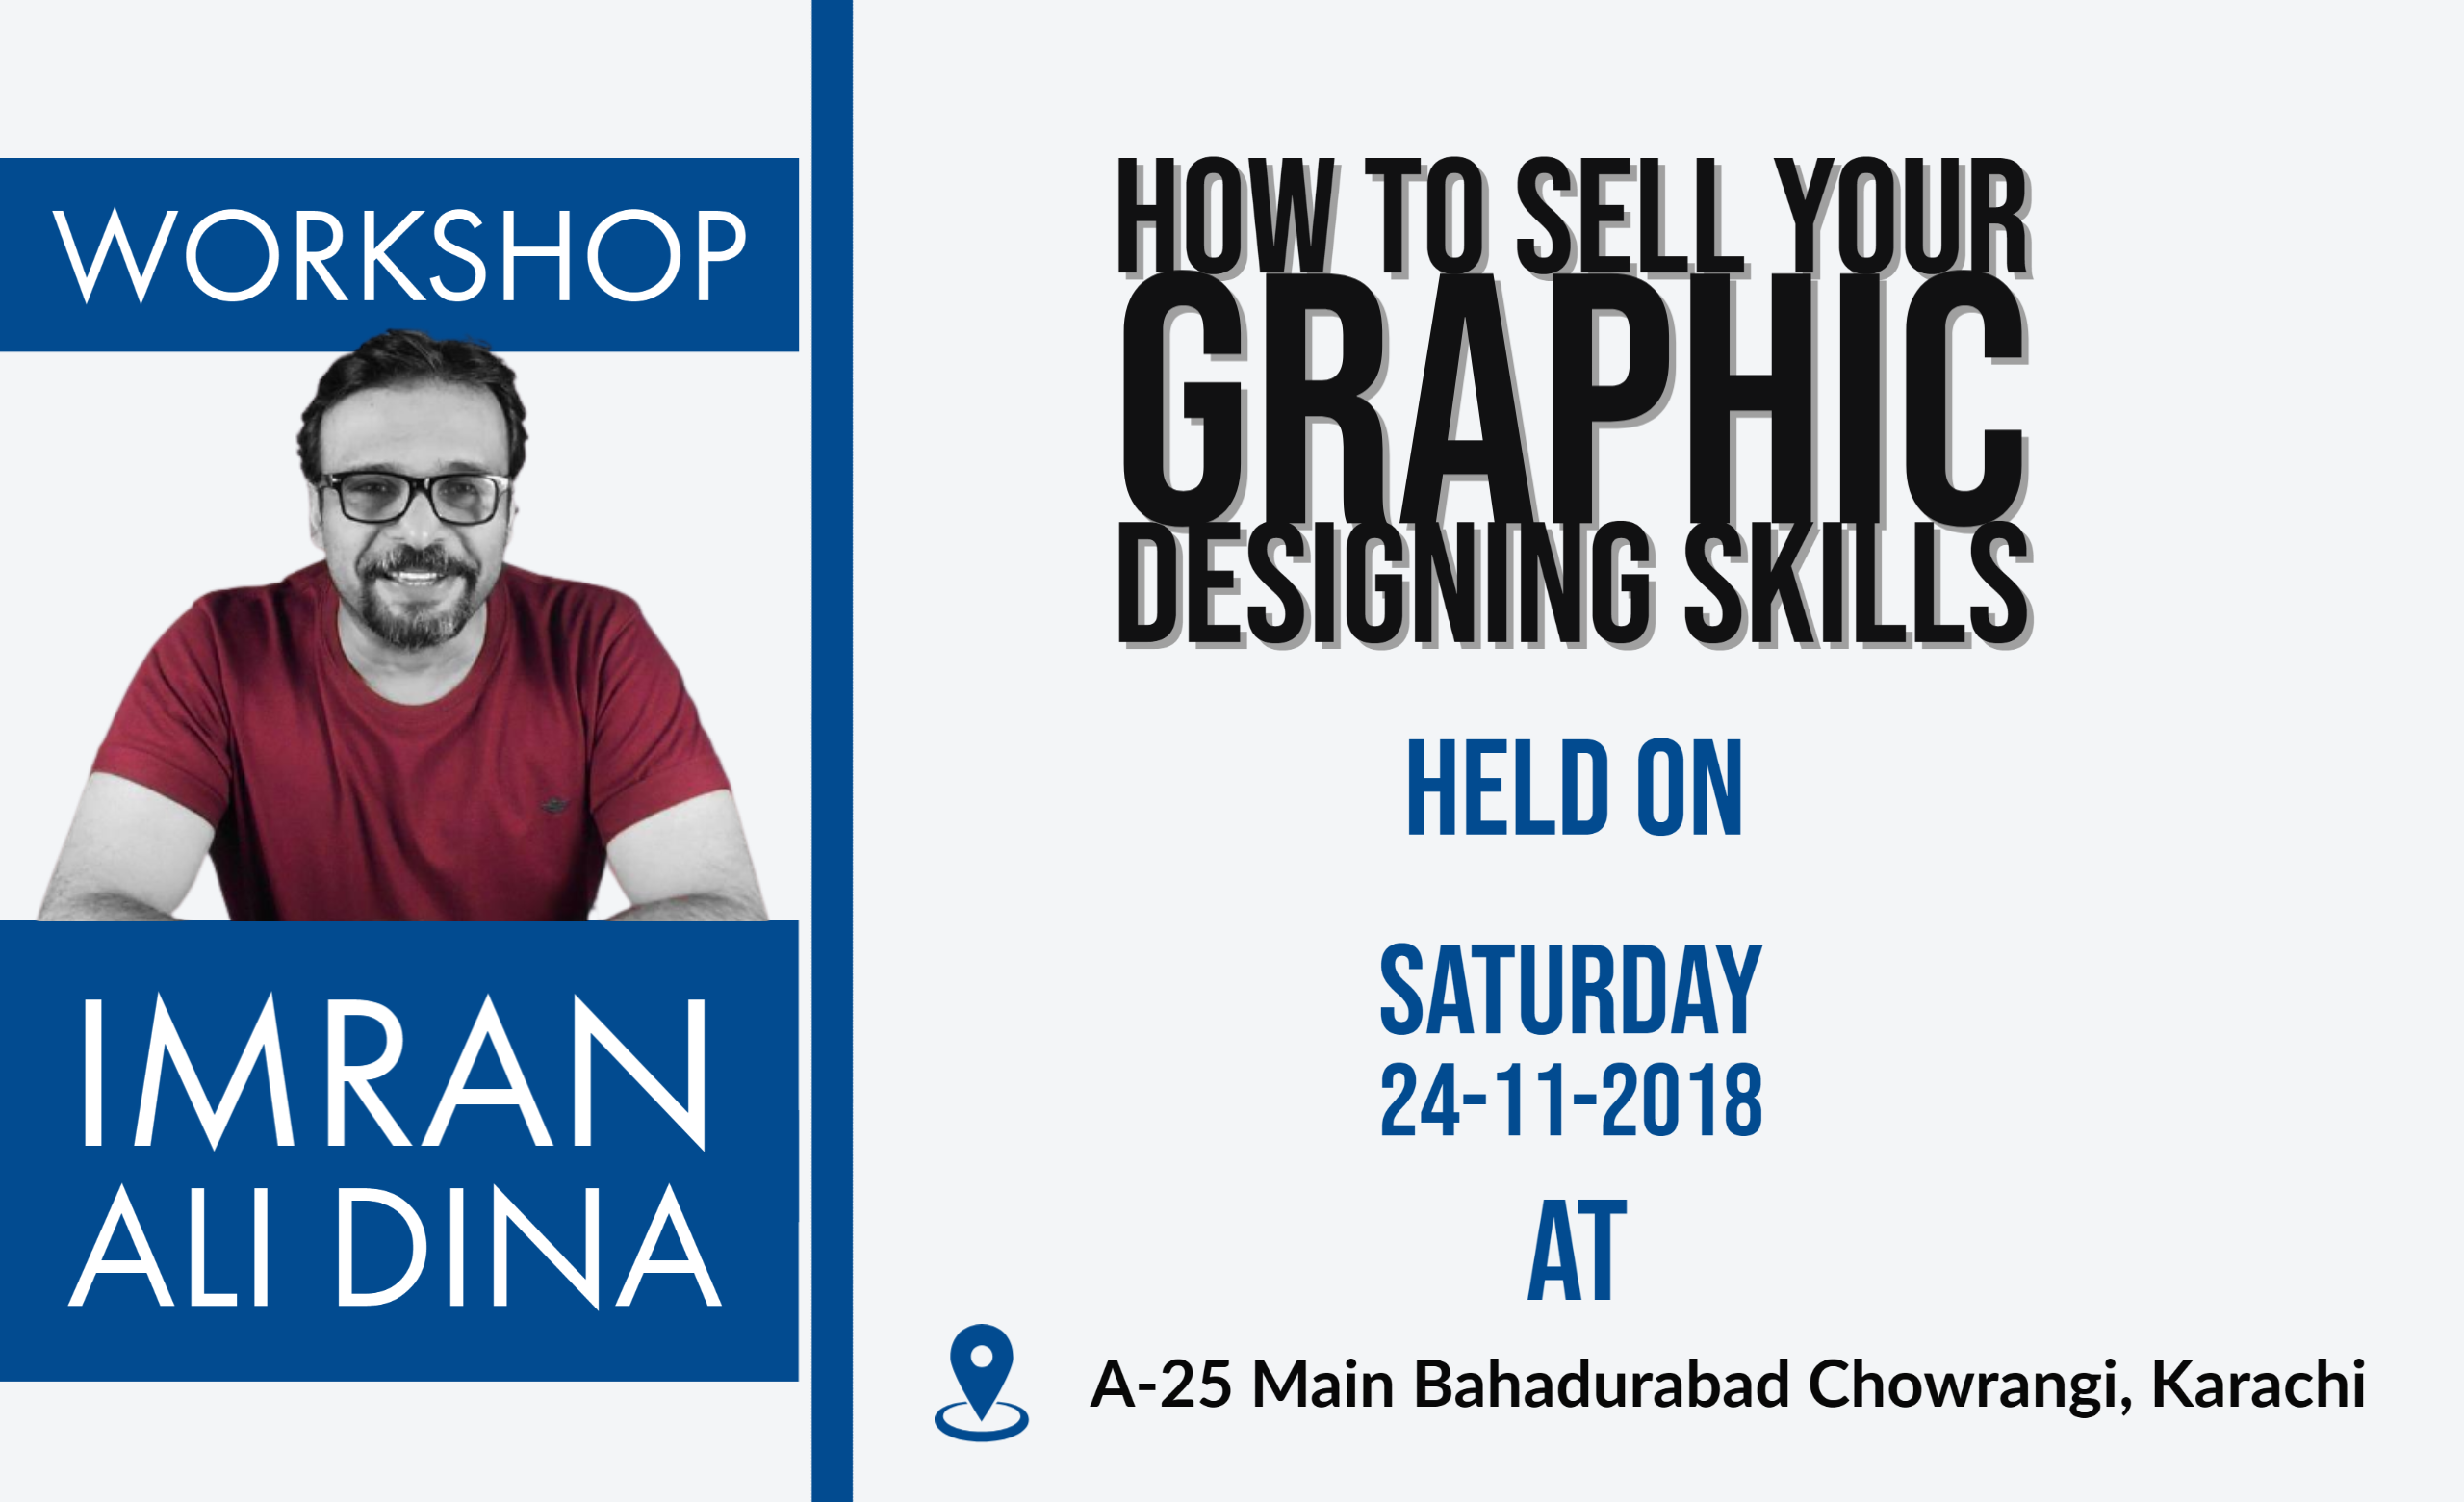 WORKSHOP
IMRAN
ALI DINA
HOW TO SELL YOUR
GRAPHIC
DESIGNING SKILLS
HELD ON
SATURDAY
24-11-2018
AT
A-25 Main Bahadurabad Chowrangi, Karachi